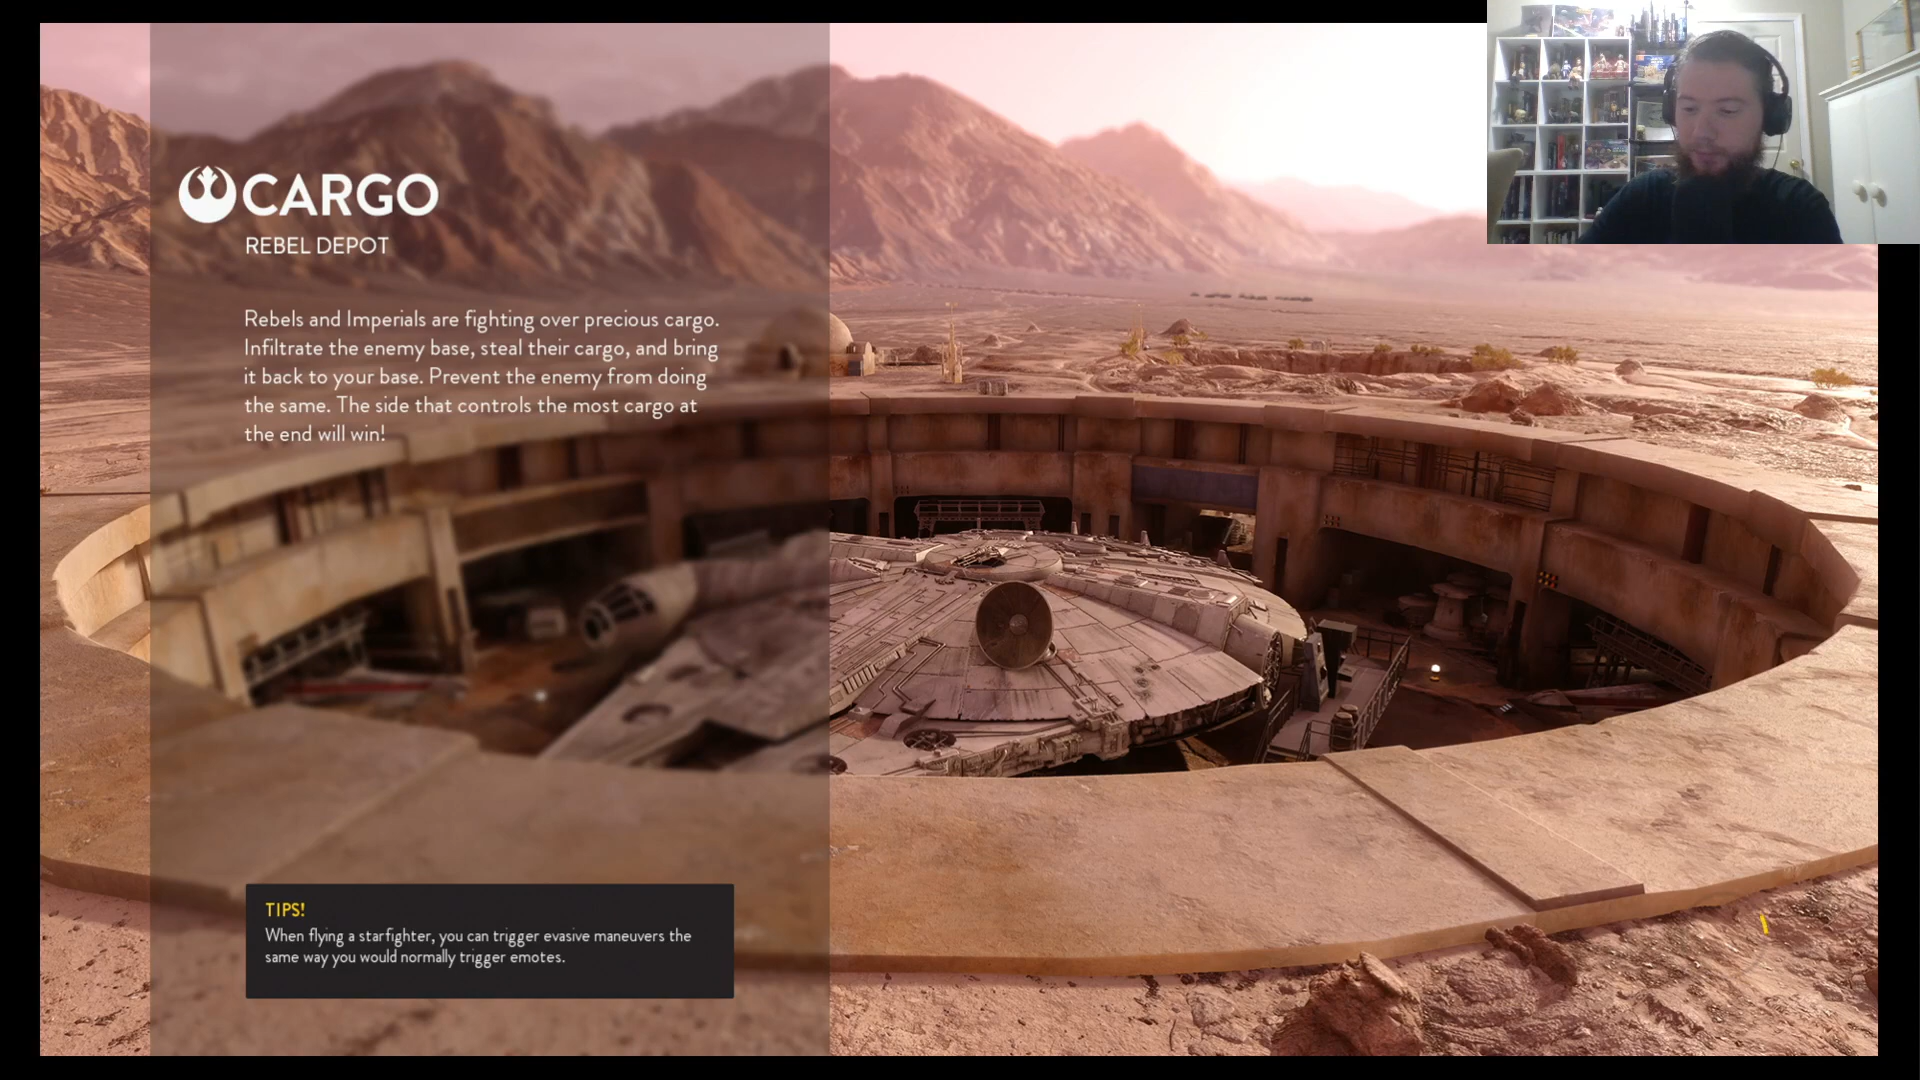 CARGO
REBEL DEPOT
Rebels and Imperials are fighting over precious cargo.
Infiltrate the enemy base, steal their cargo, and bring
it back to your base. Prevent the enemy from doing
the same. The side that controls the most cargo at
the end will win!
TIPS!
When flying a starfighter, you can trigger evasive maneuvers the
same way you would normally trigger emotes.